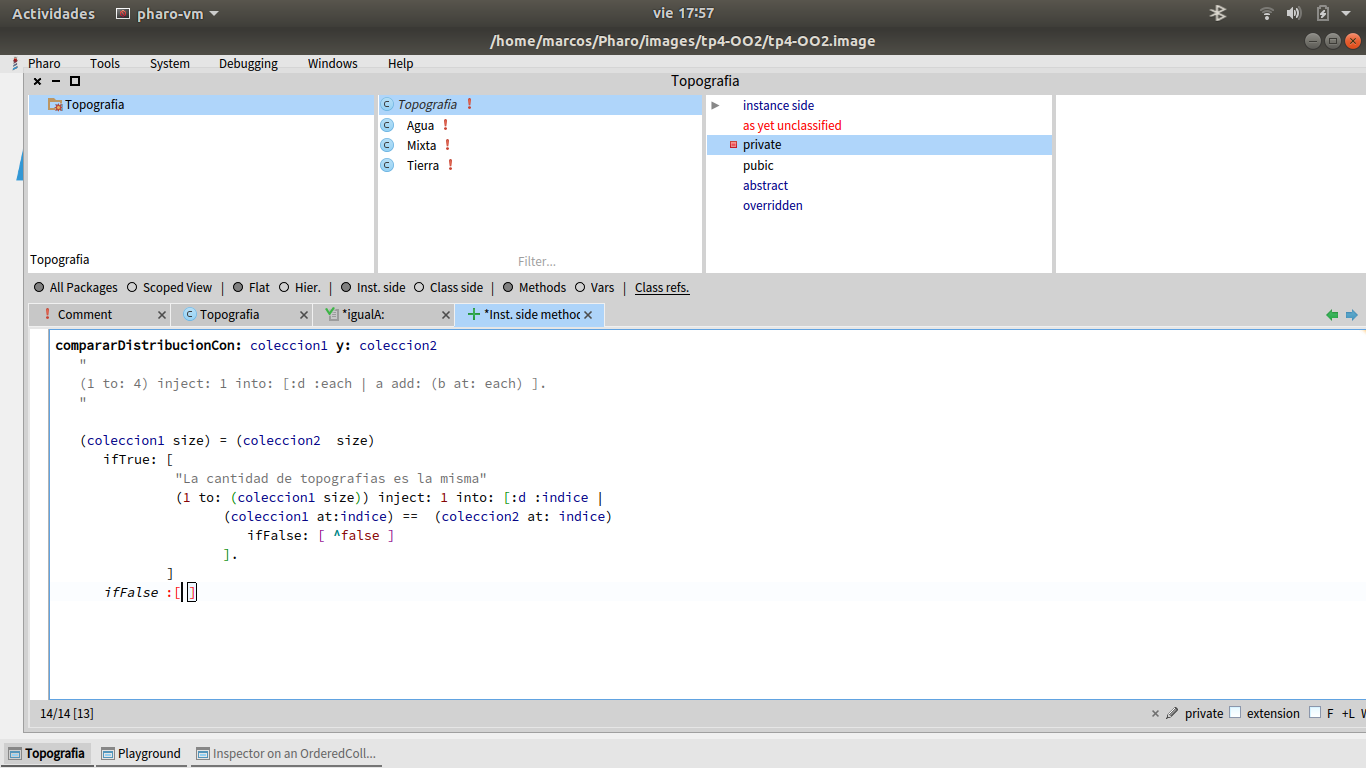 Actividades pharo-vm vie 17:57
/home/marcos/Pharo/images/tp4-OO2/tp4-OO2.image
Pharo Tools System Debugging Windows Help
Topografia
Topografia
Topografia
Agua
Mixta
Tierra
Topografia
Filter...
instance side
as yet unclassified
private
pubic
abstract
overridden
All Packages Scoped View | Flat Hier. | Inst. side Class side | Methods Vars | Class refs.
Comment Topografia *igualA: *Inst. side methoc
compararDistribucionCon: coleccion1 y: coleccion2
"
(1 to: 4) inject: 1 into: [:d :each | a add: (b at: each) ].
"
(coleccion1 size) = (coleccion2  size)
ifTrue: [
"La cantidad de topografias es la misma"
(1 to: (coleccion1 size)) inject: 1 into: [:d :indice |
(coleccion1 at:indice) ==  (coleccion2 at: indice)
ifFalse: [ ^false ]
].
]
ifFalse :[ ]
14/14 [13] private extension F +L W
Topografia Playground Inspector on an OrderedColl...